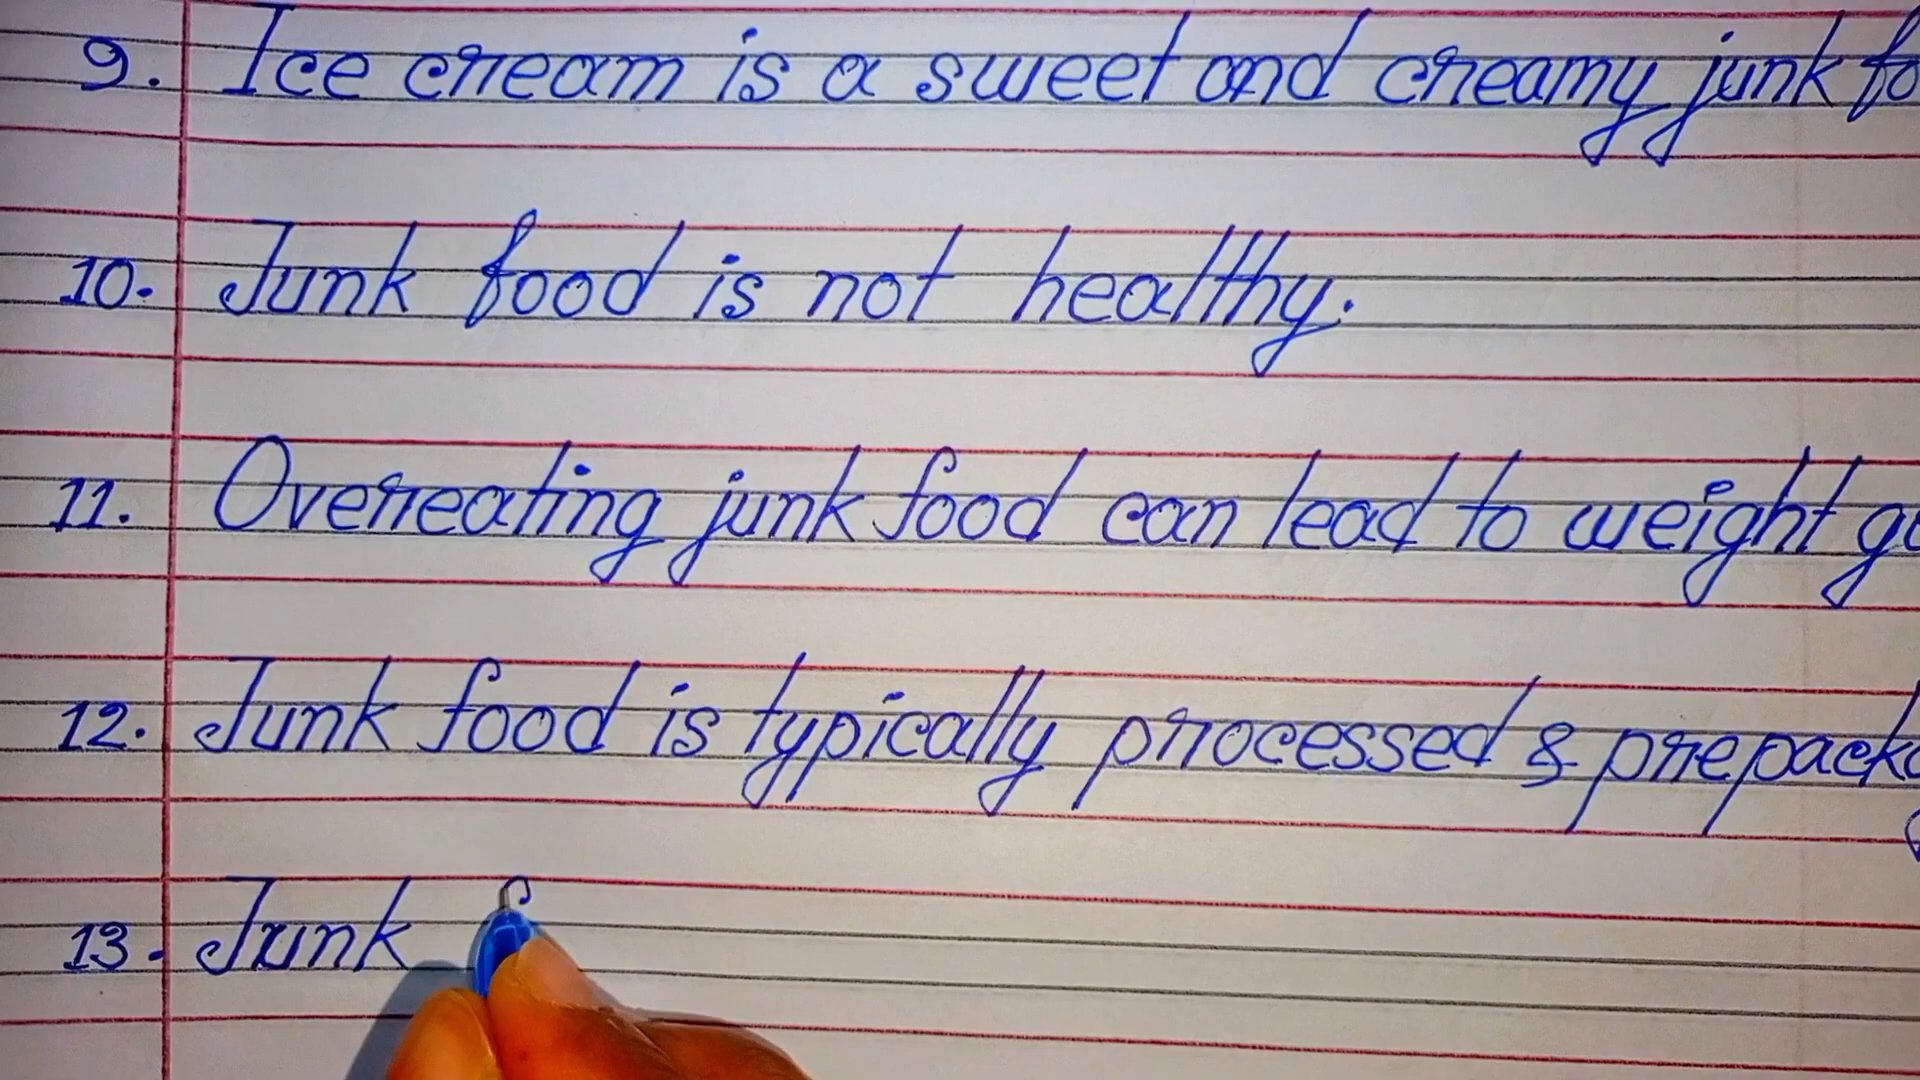 9. Ice cream is a sweet and creamy junk fo
10. Junk food is not healthy.
11. Overeating junk food can lead to weight g
12. Junk food is typically processed & prepack
13. Junk